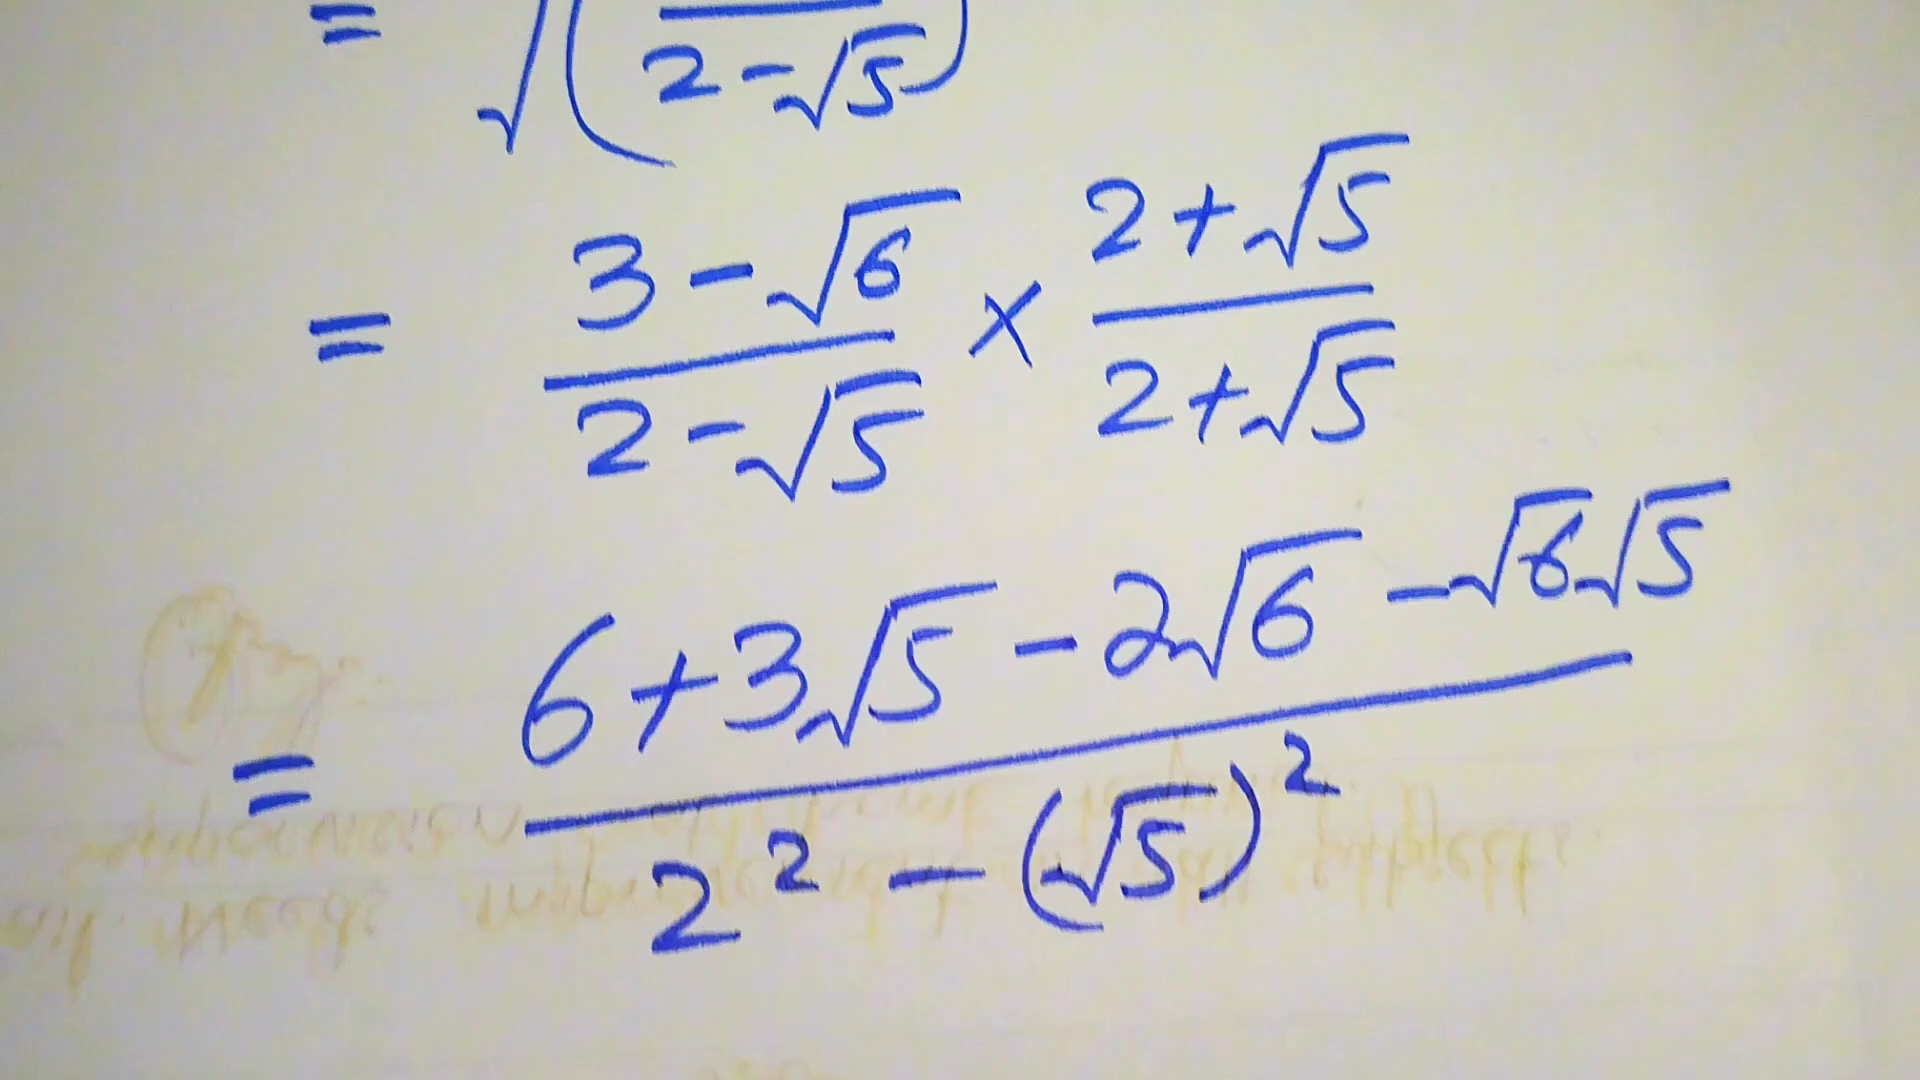 = √( / 2 - √5 )
= 3 - √6 / 2 - √5 × 2 + √5 / 2 + √5
= 6 + 3√5 - 2√6 - √6√5 / 2² - (√5)²